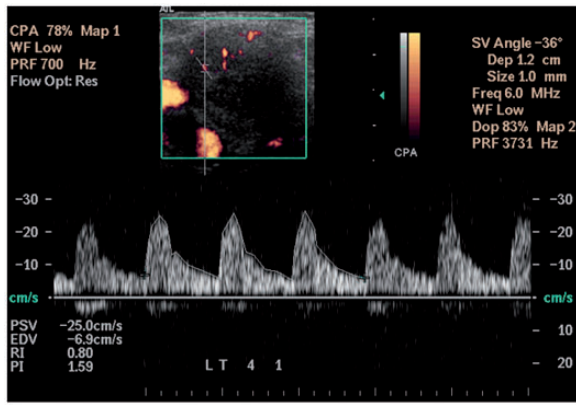 A/L
CPA 78% Map 1
WF Low
PRF 700 Hz
Flow Opt: Res
SV Angle -36°
Dep 1.2 cm
Size 1.0 mm
Freq 6.0 MHz
WF Low
Dop 83% Map 2
PRF 3731 Hz
CPA
-30 -30
-20 -20
-10 -10
cm/s cm/s
PSV -25.0cm/s
EDV -6.9cm/s
RI 0.80
PI 1.59
10
20
LT 4 1